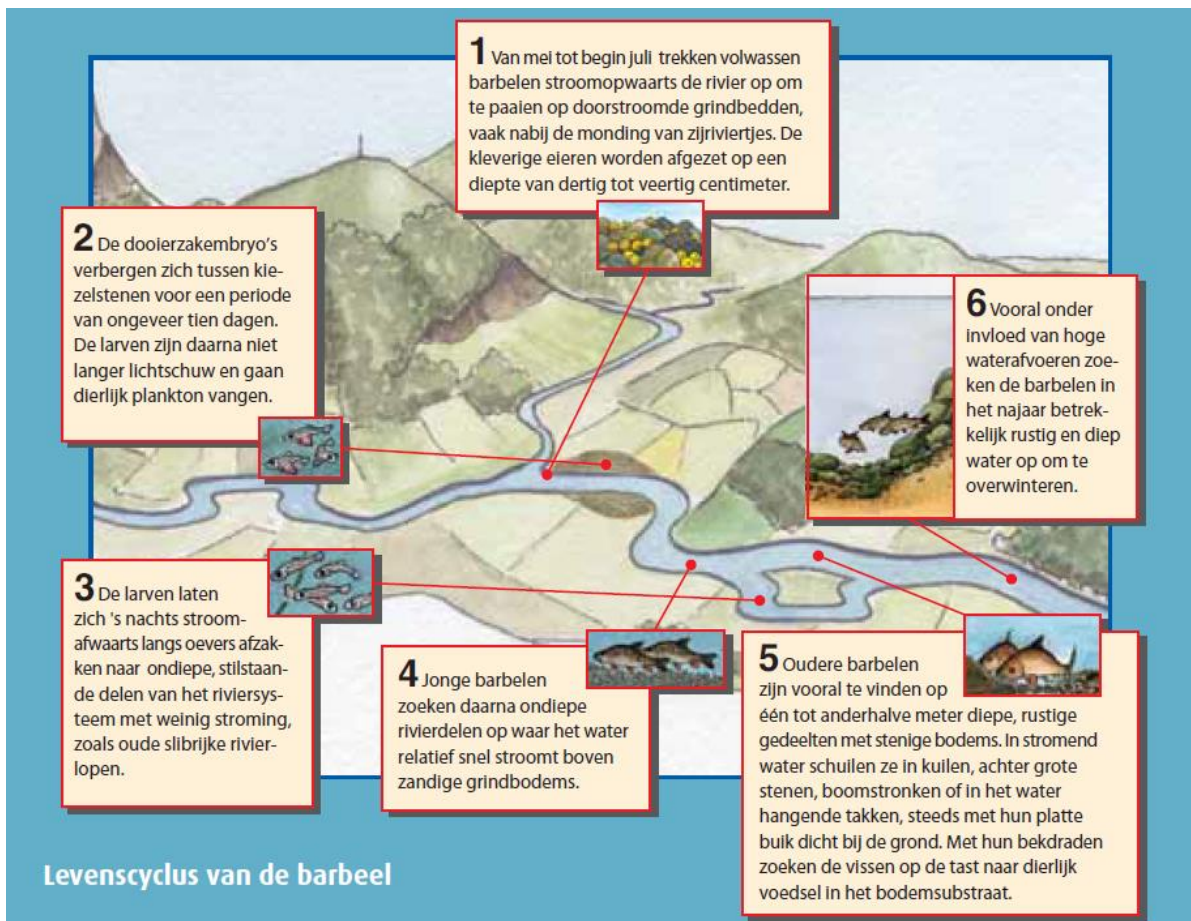 1 Van mei tot begin juli trekken volwassen
barbelen stroomopwaarts de rivier op om
te paaien op doorstroomde grindbedden,
vaak nabij de monding van zijriviertjes. De
kleverige eieren worden afgezet op een
diepte van dertig tot veertig centimeter.
2 De dooierzakembryo's
verbergen zich tussen kie-
zelstenen voor een periode
van ongeveer tien dagen.
De larven zijn daarna niet
langer lichtschuw en gaan
dierlijk plankton vangen.
3 De larven laten
zich 's nachts stroom-
afwaarts langs oevers afzak-
ken naar ondiepe, stilstaan-
de delen van het riviersys-
teem met weinig stroming,
zoals oude slibrijke rivier-
lopen.
4 Jonge barbelen
zoeken daarna ondiepe
rivierdelen op waar het water
relatief snel stroomt boven
zandige grindbodems.
5 Oudere barbelen
zijn vooral te vinden op
één tot anderhalve meter diepe, rustige
gedeelten met stenige bodems. In stromend
water schuilen ze in kuilen, achter grote
stenen, boomstronken of in het water
hangende takken, steeds met hun platte
buik dicht bij de grond. Met hun bekdraden
zoeken de vissen op de tast naar dierlijk
voedsel in het bodemsubstraat.
6 Vooral onder
invloed van hoge
waterafvoeren zoe-
ken de barbelen in
het najaar betrek-
kelijk rustig en diep
water op om te
overwinteren.
Levenscyclus van de barbeel